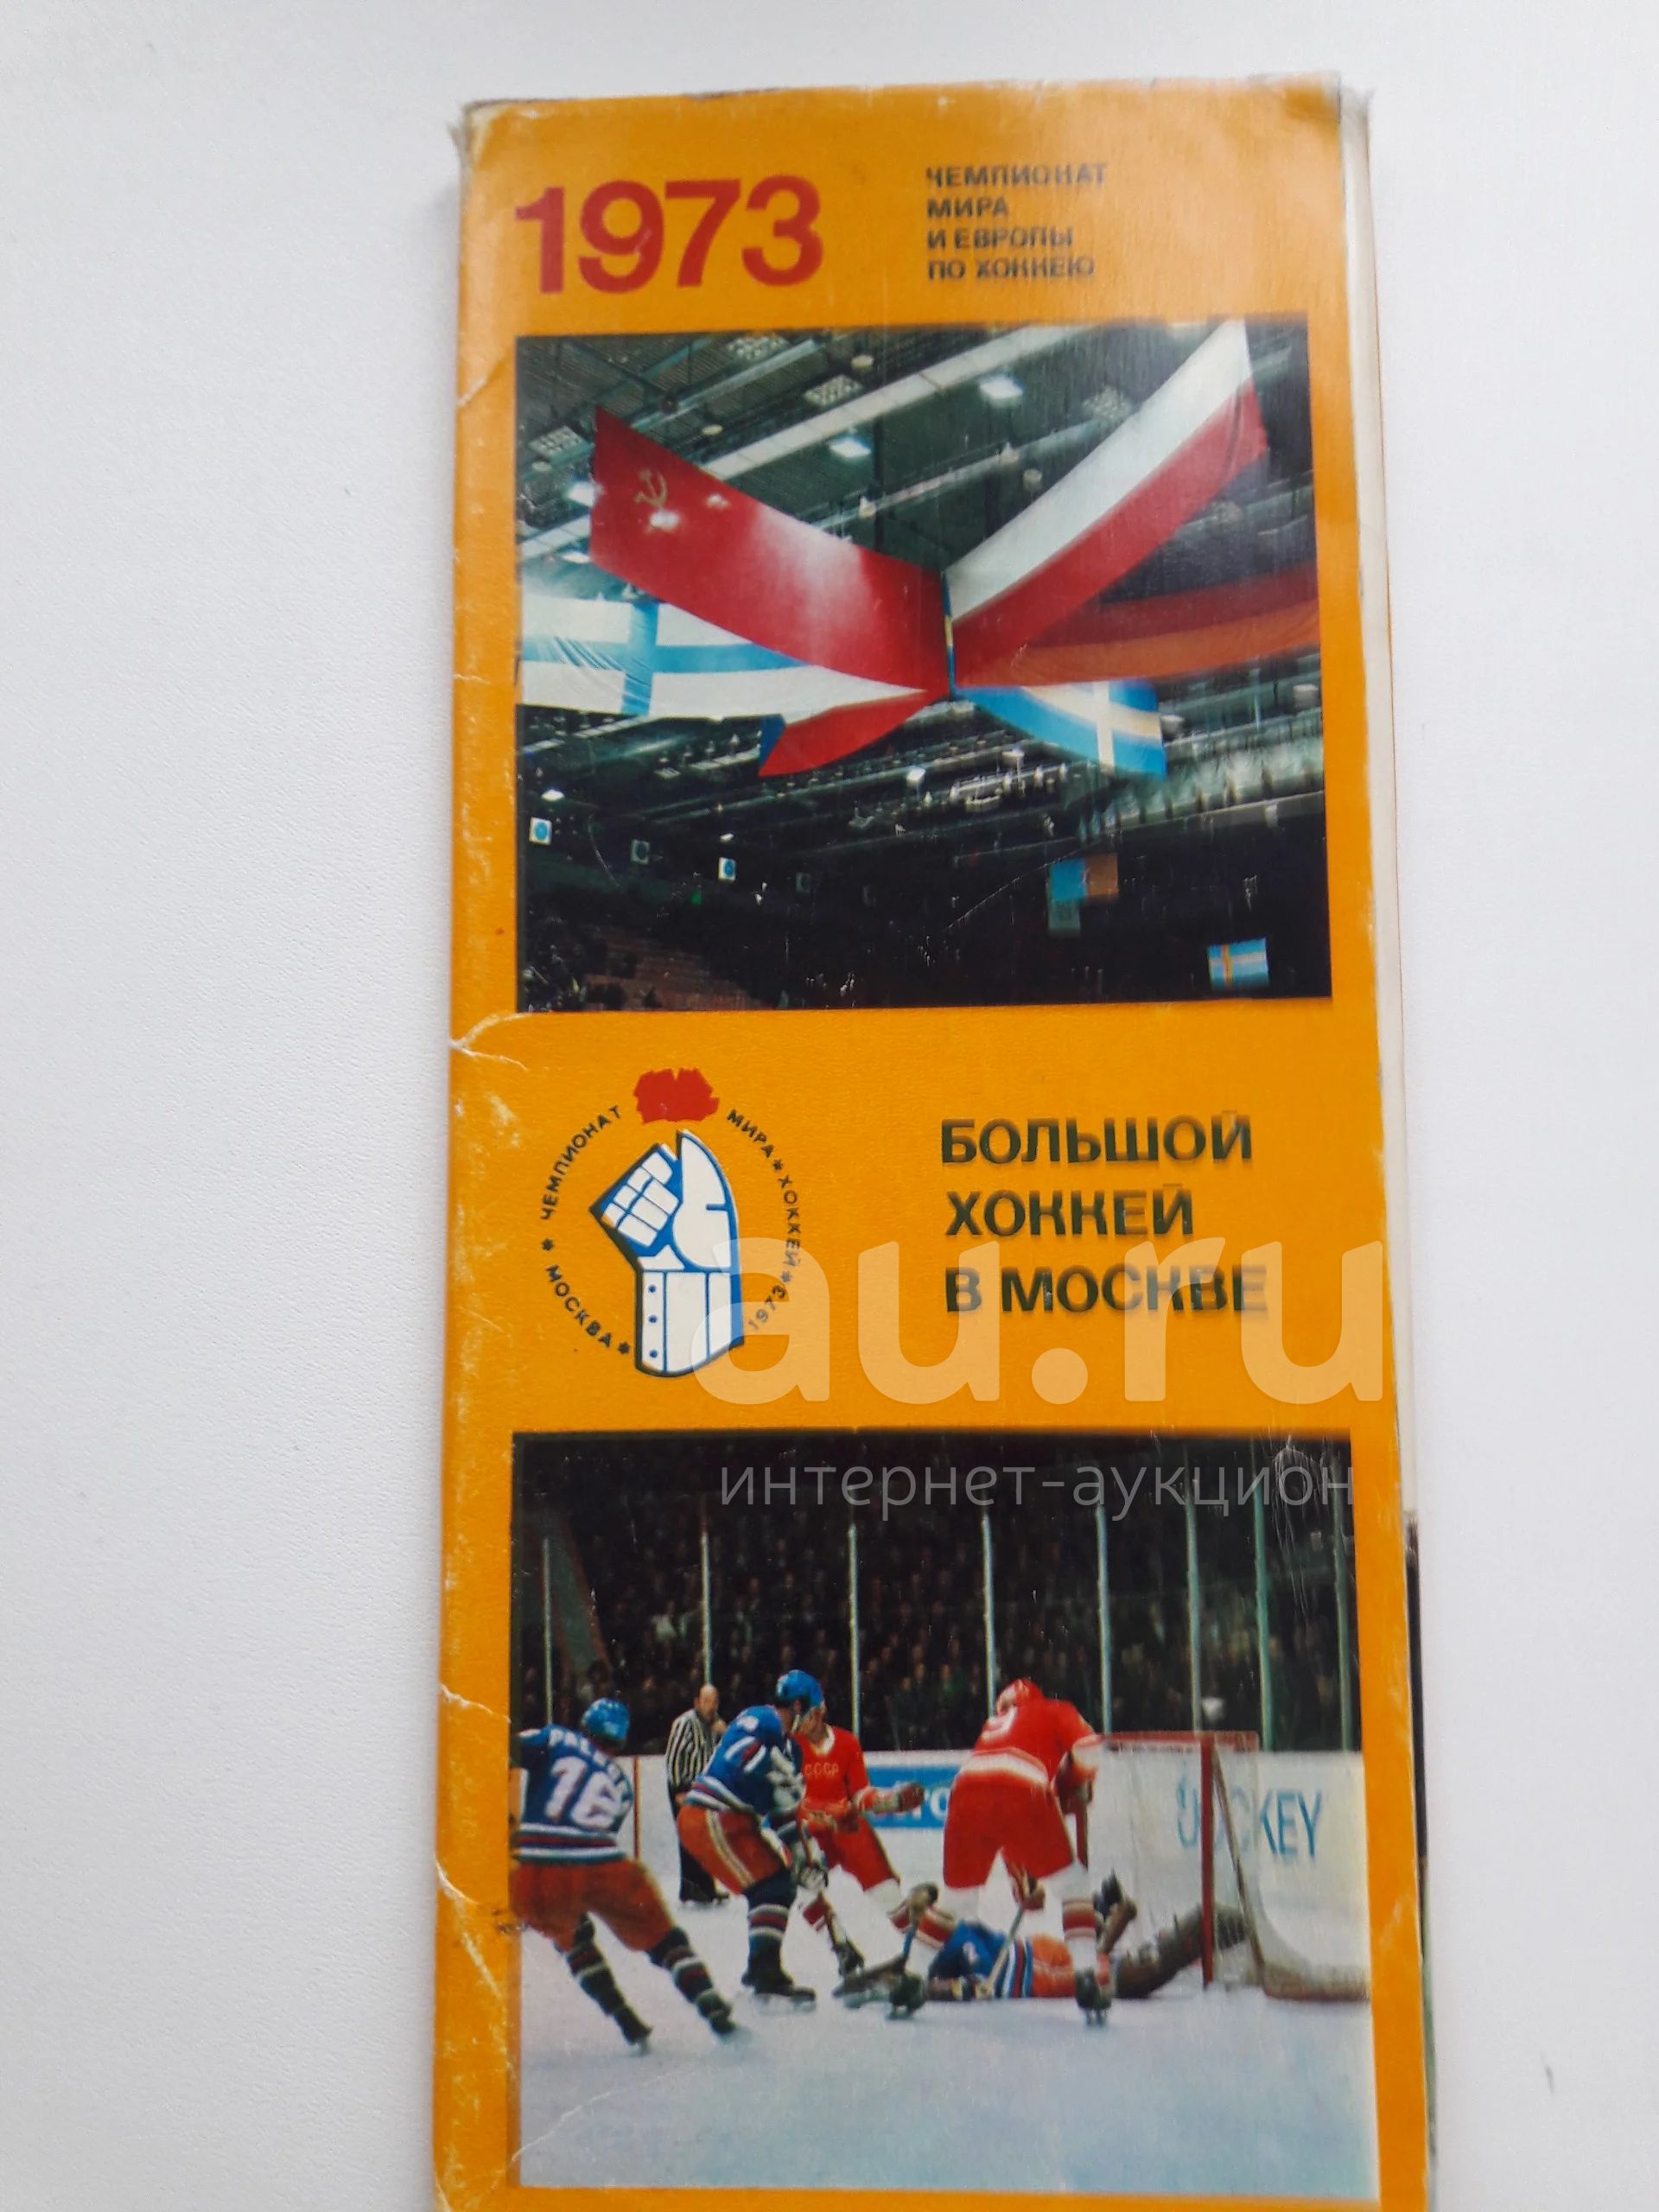 1973
ЧЕМПИОНАТ
МИРА
И ЕВРОПЫ
ПО ХОККЕЮ
ЧЕМПИОНАТ МИРА * ХОККЕЙ * 1973 * МОСКВА *
БОЛЬШОЙ
ХОККЕЙ
В МОСКВЕ
au.ru
интернет-аукцион
16
СССР